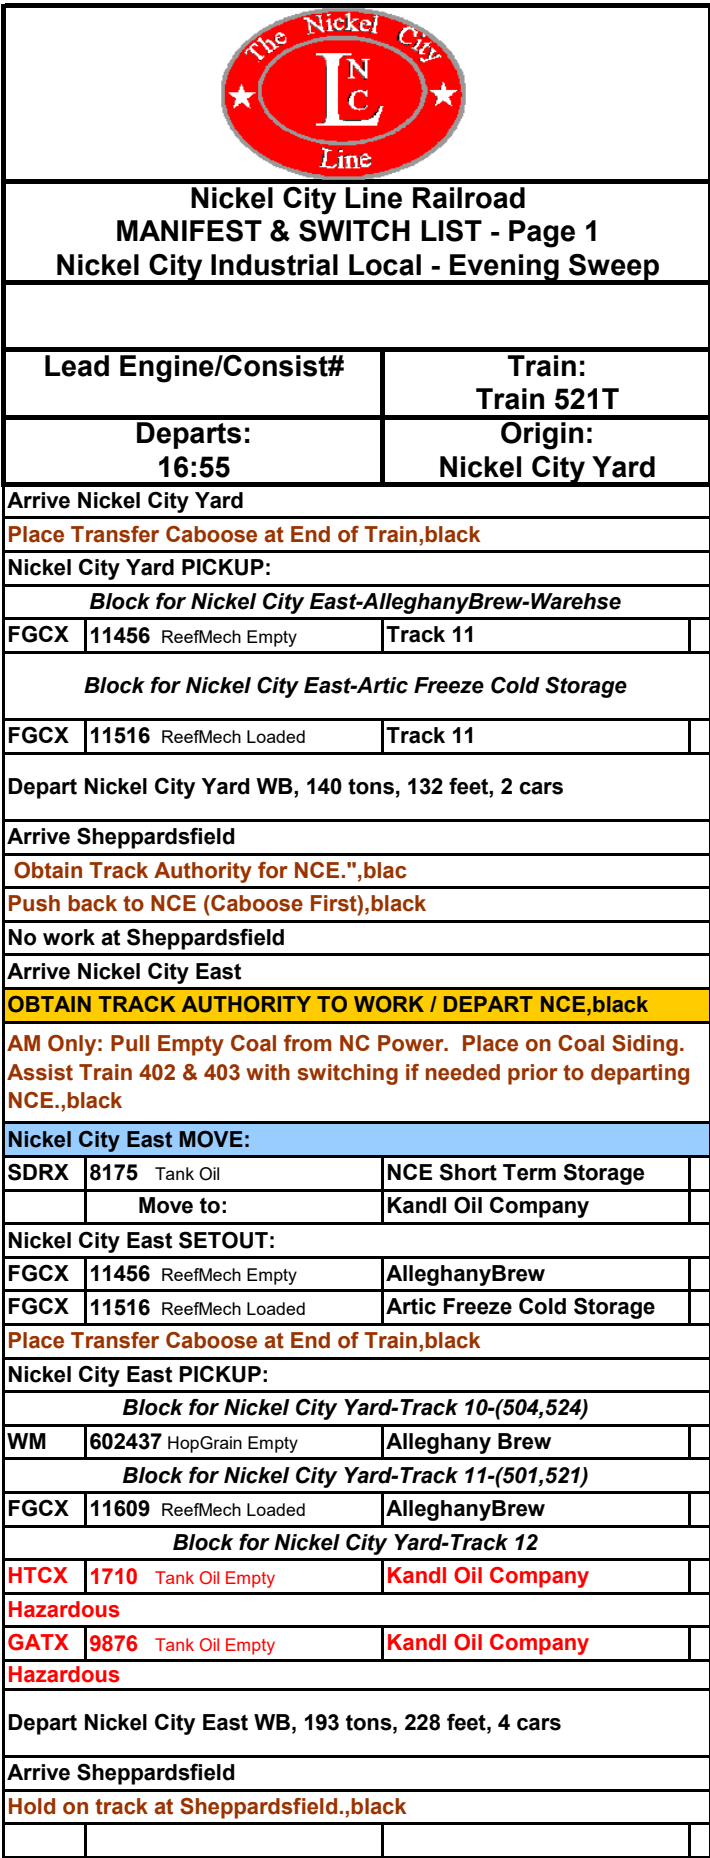 The Nickel City
L N C
Line
Nickel City Line Railroad
MANIFEST & SWITCH LIST - Page 1
Nickel City Industrial Local - Evening Sweep
Lead Engine/Consist# Train:
Train 521T
Departs: Origin:
16:55 Nickel City Yard
Arrive Nickel City Yard
Place Transfer Caboose at End of Train,black
Nickel City Yard PICKUP:
Block for Nickel City East-AlleghanyBrew-Warehse
FGCX 11456 ReefMech Empty Track 11
Block for Nickel City East-Artic Freeze Cold Storage
FGCX 11516 ReefMech Loaded Track 11
Depart Nickel City Yard WB, 140 tons, 132 feet, 2 cars
Arrive Sheppardsfield
Obtain Track Authority for NCE.",blac
Push back to NCE (Caboose First),black
No work at Sheppardsfield
Arrive Nickel City East
OBTAIN TRACK AUTHORITY TO WORK / DEPART NCE,black
AM Only: Pull Empty Coal from NC Power. Place on Coal Siding.
Assist Train 402 & 403 with switching if needed prior to departing
NCE.,black
Nickel City East MOVE:
SDRX 8175 Tank Oil NCE Short Term Storage
Move to: Kandl Oil Company
Nickel City East SETOUT:
FGCX 11456 ReefMech Empty AlleghanyBrew
FGCX 11516 ReefMech Loaded Artic Freeze Cold Storage
Place Transfer Caboose at End of Train,black
Nickel City East PICKUP:
Block for Nickel City Yard-Track 10-(504,524)
WM 602437 HopGrain Empty Alleghany Brew
Block for Nickel City Yard-Track 11-(501,521)
FGCX 11609 ReefMech Loaded AlleghanyBrew
Block for Nickel City Yard-Track 12
HTCX 1710 Tank Oil Empty Kandl Oil Company
Hazardous
GATX 9876 Tank Oil Empty Kandl Oil Company
Hazardous
Depart Nickel City East WB, 193 tons, 228 feet, 4 cars
Arrive Sheppardsfield
Hold on track at Sheppardsfield.,black